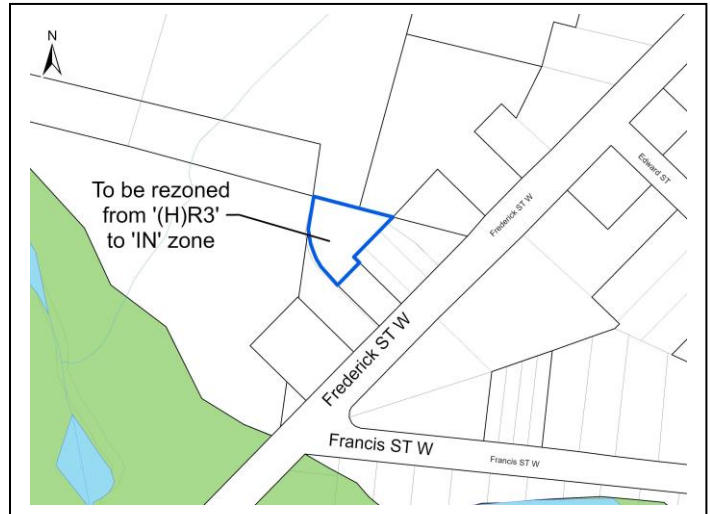 N
To be rezoned
from '(H)R3'
to 'IN' zone
Edward ST
Frederick ST W
Frederick ST W
Francis ST W
Francis ST W